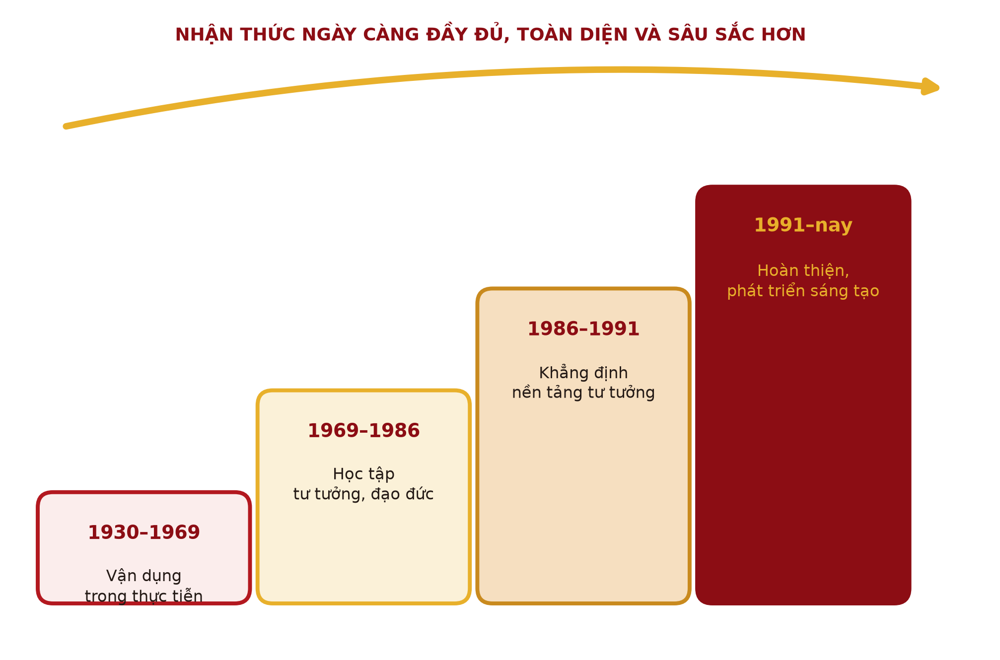 NHẬN THỨC NGÀY CÀNG ĐẦY ĐỦ, TOÀN DIỆN VÀ SÂU SẮC HƠN
1930–1969
Vận dụng
trong thực tiễn
1969–1986
Học tập
tư tưởng, đạo đức
1986–1991
Khẳng định
nền tảng tư tưởng
1991–nay
Hoàn thiện,
phát triển sáng tạo